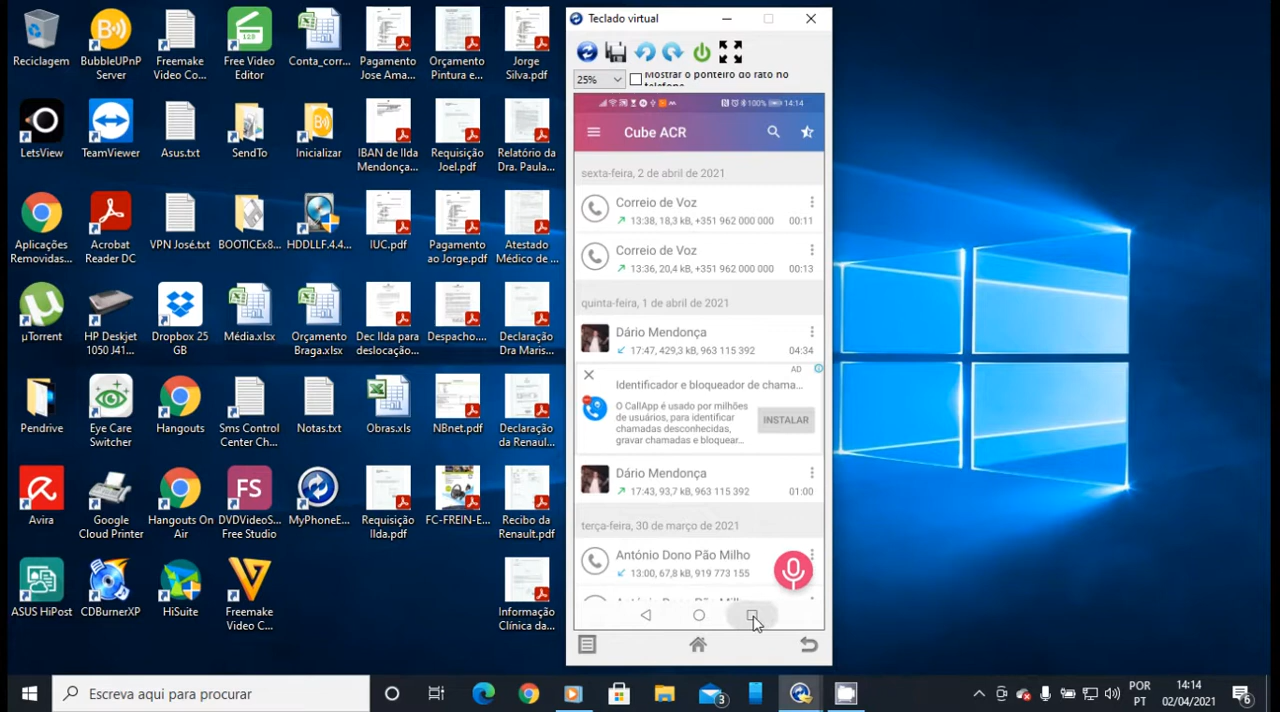 Reciclagem
BubbleUPnP
Server
Freemake
Video Co...
Free Video
Editor
Conta_corr...
Pagamento
Jose Ama...
Orçamento
Pintura e...
Jorge
Silva.pdf
LetsView
TeamViewer
Asus.txt
SendTo
Inicializar
IBAN de Ilda
Mendonça...
Requisição
Joel.pdf
Relatório da
Dra. Paula...
Aplicações
Removidas...
Acrobat
Reader DC
VPN José.txt
BOOTICEx8...
HDDLLF.4.4...
IUC.pdf
Pagamento
ao Jorge.pdf
Atestado
Médico de ...
µTorrent
HP Deskjet
1050 J41...
Dropbox 25
GB
Média.xlsx
Orçamento
Braga.xlsx
Dec Ilda para
deslocação...
Despacho....
Declaração
Dra Maris...
Pendrive
Eye Care
Switcher
Hangouts
Sms Control
Center Ch...
Notas.txt
Obras.xls
NBnet.pdf
Declaração
da Renaul...
Avira
Google
Cloud Printer
Hangouts On
Air
FS
DVDVideoS...
Free Studio
MyPhoneE...
Requisição
Ilda.pdf
FC-FREIN-E...
Recibo da
Renault.pdf
ASUS HiPost
CDBurnerXP
HiSuite
Freemake
Video C...
Informação
Clínica da...
Teclado virtual
25%
Mostrar o ponteiro do rato no
telefone
100% 14:14
Cube ACR
sexta-feira, 2 de abril de 2021
Correio de Voz
13:38, 18,3 kB, +351 962 000 000 00:11
Correio de Voz
13:36, 20,4 kB, +351 962 000 000 00:13
quinta-feira, 1 de abril de 2021
Dário Mendonça
17:47, 429,3 kB, 963 115 392 04:34
AD
Identificador e bloqueador de chama...
O CallApp é usado por milhões
de usuários, para identificar
chamadas desconhecidas,
gravar chamadas e bloquear...
INSTALAR
Dário Mendonça
17:43, 93,7 kB, 963 115 392 01:00
terça-feira, 30 de março de 2021
António Dono Pão Milho
13:00, 67,8 kB, 919 773 155
António Dono Pão Milho
Escreva aqui para procurar
3
POR
PT
14:14
02/04/2021
6